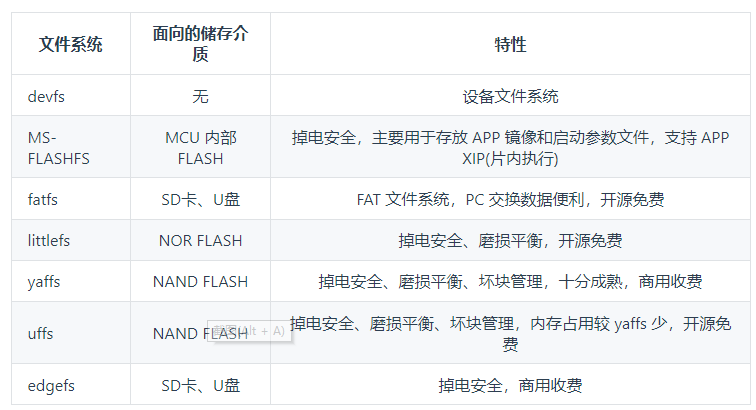 文件系统
面向的储存介
质
特性
devfs
无
设备文件系统
MS-
FLASHFS
MCU 内部
FLASH
掉电安全，主要用于存放 APP 镜像和启动参数文件，支持 APP
XIP(片内执行)
fatfs
SD卡、U盘
FAT 文件系统，PC 交换数据便利，开源免费
littlefs
NOR FLASH
掉电安全、磨损平衡，开源免费
yaffs
NAND FLASH
掉电安全、磨损平衡、坏块管理，十分成熟，商用收费
uffs
NAND FLASH
截图(Alt + A)
掉电安全、磨损平衡、坏块管理，内存占用较 yaffs 少，开源免
费
edgefs
SD卡、U盘
掉电安全，商用收费